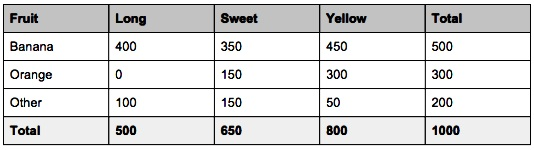 Fruit Long Sweet Yellow Total
Banana 400 350 450 500
Orange 0 150 300 300
Other 100 150 50 200
Total 500 650 800 1000